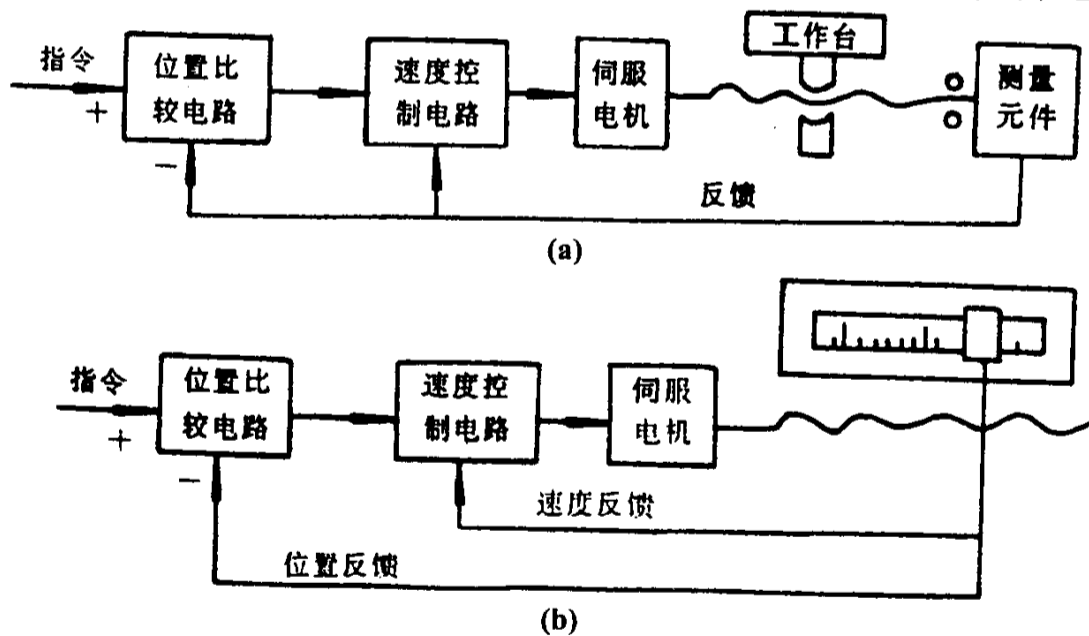 指令
+
位置比
较电路
−
速度控
制电路
伺服
电机
工作台
测量
元件
反馈
(a)
指令
+
位置比
较电路
−
速度控
制电路
伺服
电机
速度反馈
位置反馈
(b)